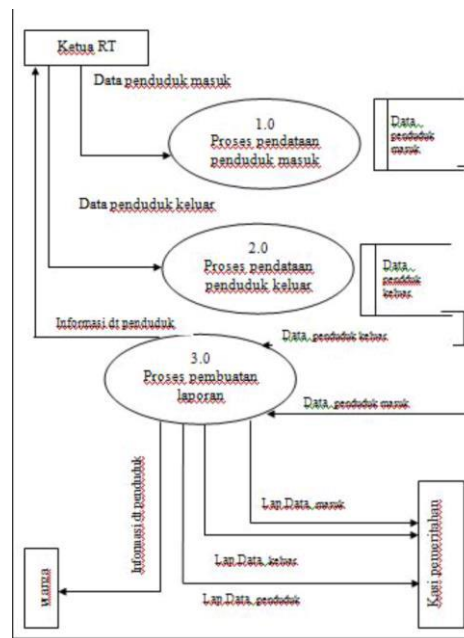 Ketua RT
Data penduduk masuk
1.0
Proses pendataan
penduduk masuk
Data
penduduk
masuk
Data penduduk keluar
2.0
Proses pendataan
penduduk keluar
Data
pendduk
keluar
Informasi dt penduduk
Data penduduk keluar
3.0
Proses pembuatan
laporan
Data penduduk masuk
Informasi dt penduduk
Lap Data masuk
Lap Data keluar
Lap Data penduduk
warga
Kasi pemeritahan